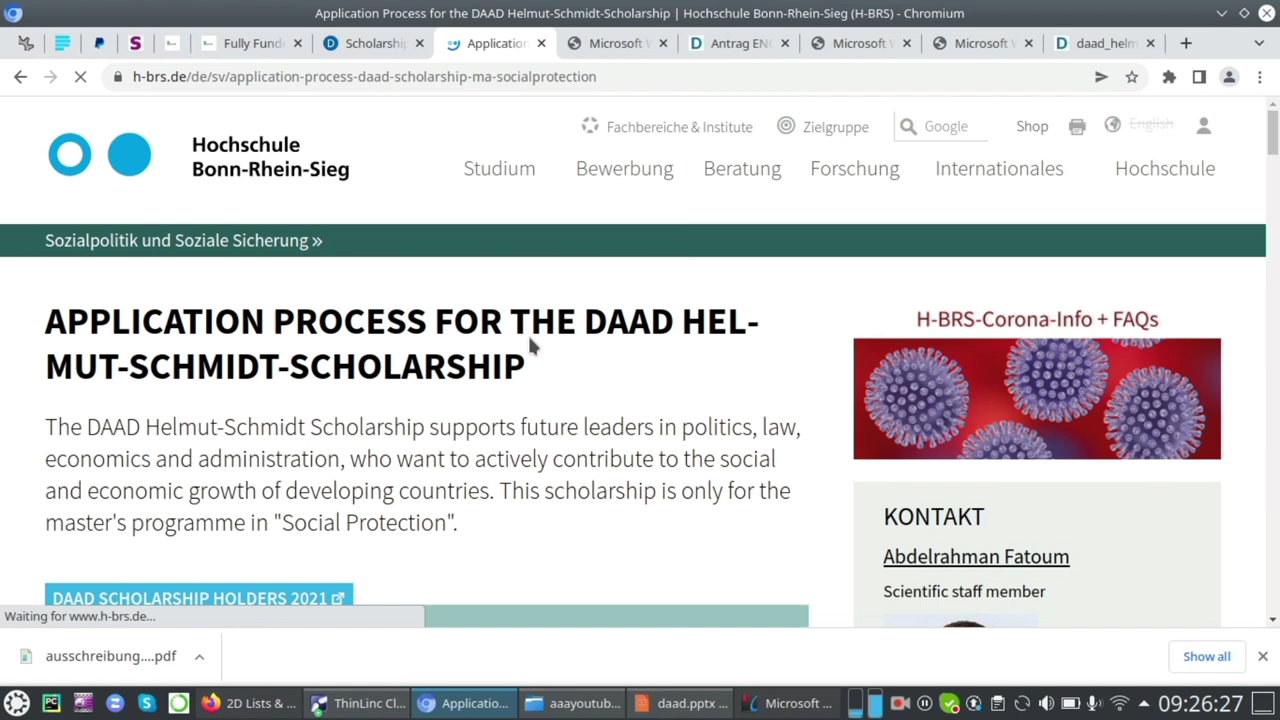 Application Process for the DAAD Helmut-Schmidt-Scholarship | Hochschule Bonn-Rhein-Sieg (H-BRS) - Chromium
Fully Fund
Scholarship
Application
Microsoft W
Antrag EN
Microsoft W
Microsoft W
daad_helm
h-brs.de/de/sv/application-process-daad-scholarship-ma-socialprotection
Fachbereiche & Institute
Zielgruppe
Google
Shop
English
Hochschule
Bonn-Rhein-Sieg
Studium
Bewerbung
Beratung
Forschung
Internationales
Hochschule
Sozialpolitik und Soziale Sicherung »
APPLICATION PROCESS FOR THE DAAD HEL-
MUT-SCHMIDT-SCHOLARSHIP
The DAAD Helmut-Schmidt Scholarship supports future leaders in politics, law,
economics and administration, who want to actively contribute to the social
and economic growth of developing countries. This scholarship is only for the
master's programme in "Social Protection".
DAAD SCHOLARSHIP HOLDERS 2021
H-BRS-Corona-Info + FAQs
KONTAKT
Abdelrahman Fatoum
Scientific staff member
Waiting for www.h-brs.de...
ausschreibung....pdf
Show all
2D Lists & ...
ThinLinc Cl...
Applicatio...
aaayoutub...
daad.pptx ...
Microsoft ...
09:26:27